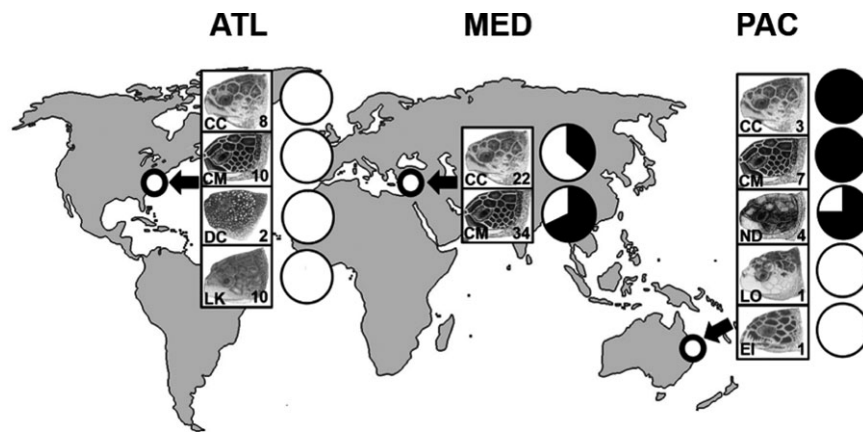 ATL MED PAC
CC 8
CM 10
DC 2
LK 10
CC 22
CM 34
CC 3
CM 7
ND 4
LO 1
EI 1